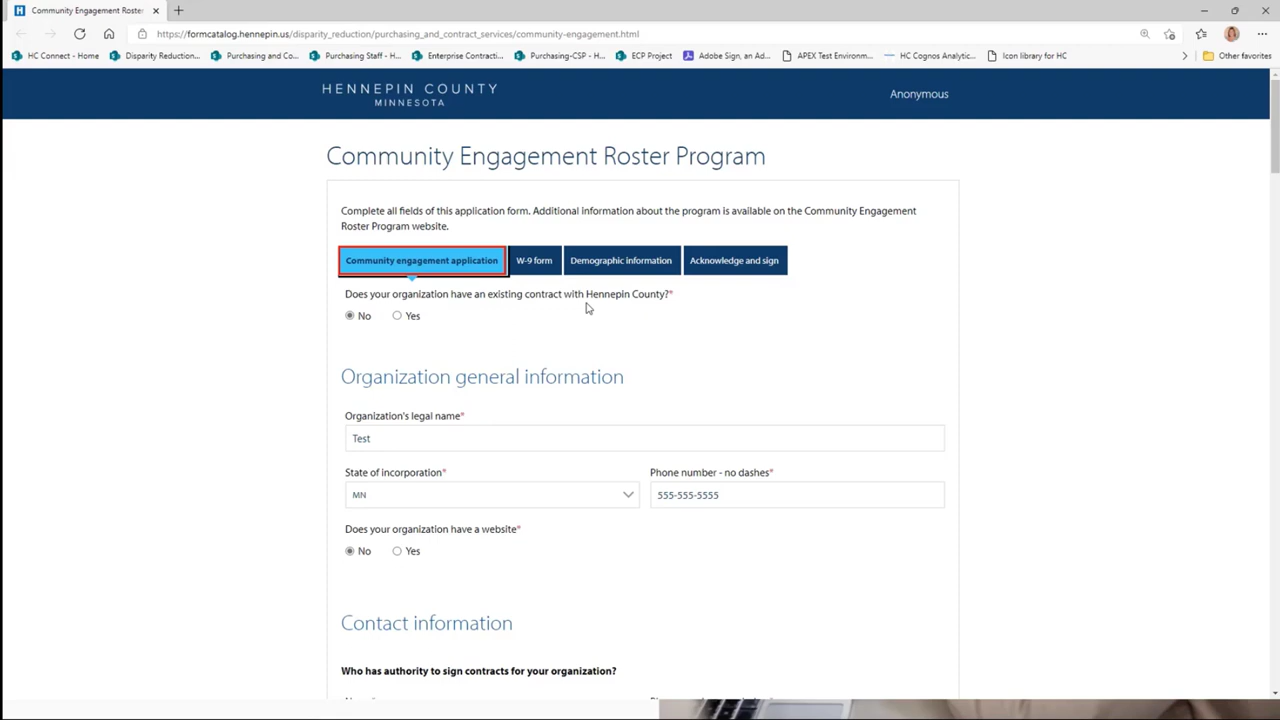 Community Engagement Roster
https://formcatalog.hennepin.us/disparity_reduction/purchasing_and_contract_services/community-engagement.html
HC Connect - Home
Disparity Reduction...
Purchasing and Co...
Purchasing Staff - H...
Enterprise Contracti...
Purchasing-CSP - H...
ECP Project
Adobe Sign, an Ad...
APEX Test Environm...
HC Cognos Analytic...
Icon library for HC
Other favorites
HENNEPIN COUNTY
MINNESOTA
Anonymous
Community Engagement Roster Program
Complete all fields of this application form. Additional information about the program is available on the Community Engagement
Roster Program website.
Community engagement application
W-9 form
Demographic information
Acknowledge and sign
Does your organization have an existing contract with Hennepin County?*
No Yes
Organization general information
Organization's legal name*
Test
State of incorporation*
Phone number - no dashes*
MN
555-555-5555
Does your organization have a website*
No Yes
Contact information
Who has authority to sign contracts for your organization?